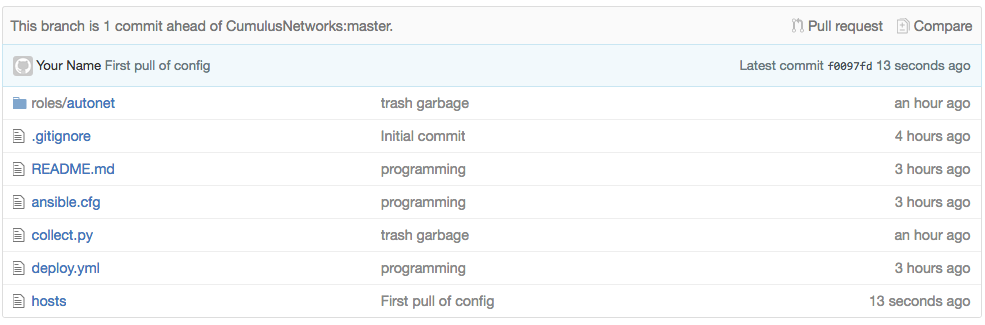 This branch is 1 commit ahead of CumulusNetworks:master. Pull request Compare
Your Name First pull of config Latest commit f0097fd 13 seconds ago
roles/autonet trash garbage an hour ago
.gitignore Initial commit 4 hours ago
README.md programming 3 hours ago
ansible.cfg programming 3 hours ago
collect.py trash garbage an hour ago
deploy.yml programming 3 hours ago
hosts First pull of config 13 seconds ago